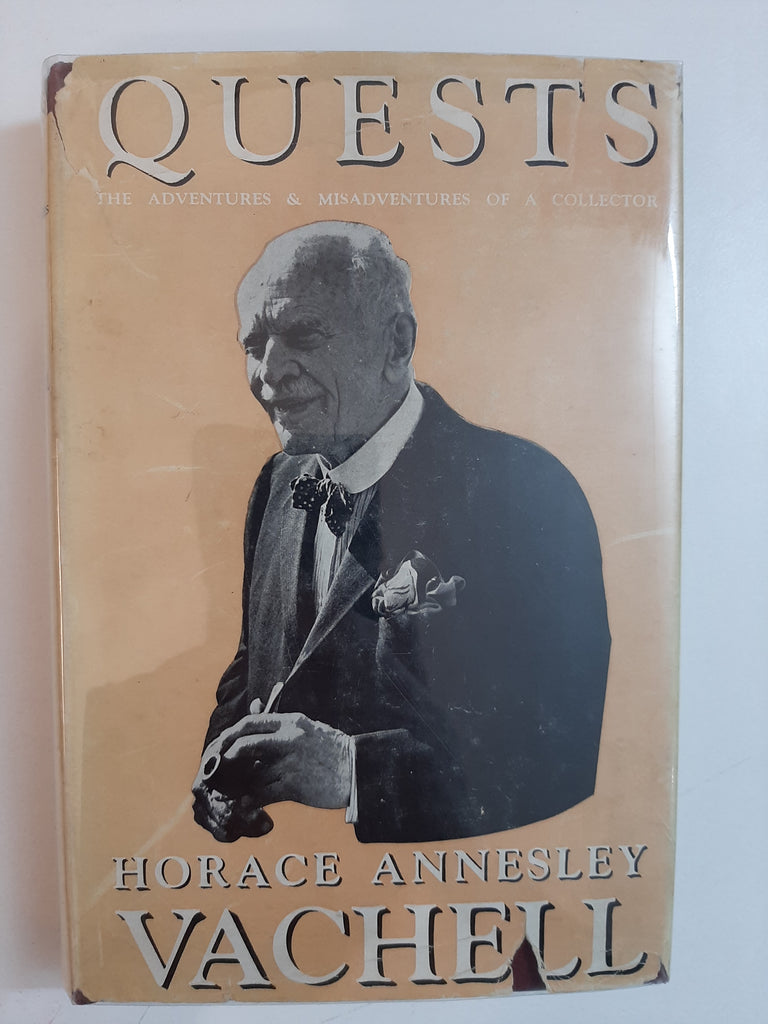 QUESTS
THE ADVENTURES & MISADVENTURES OF A COLLECTOR
HORACE ANNESLEY
VACHELL